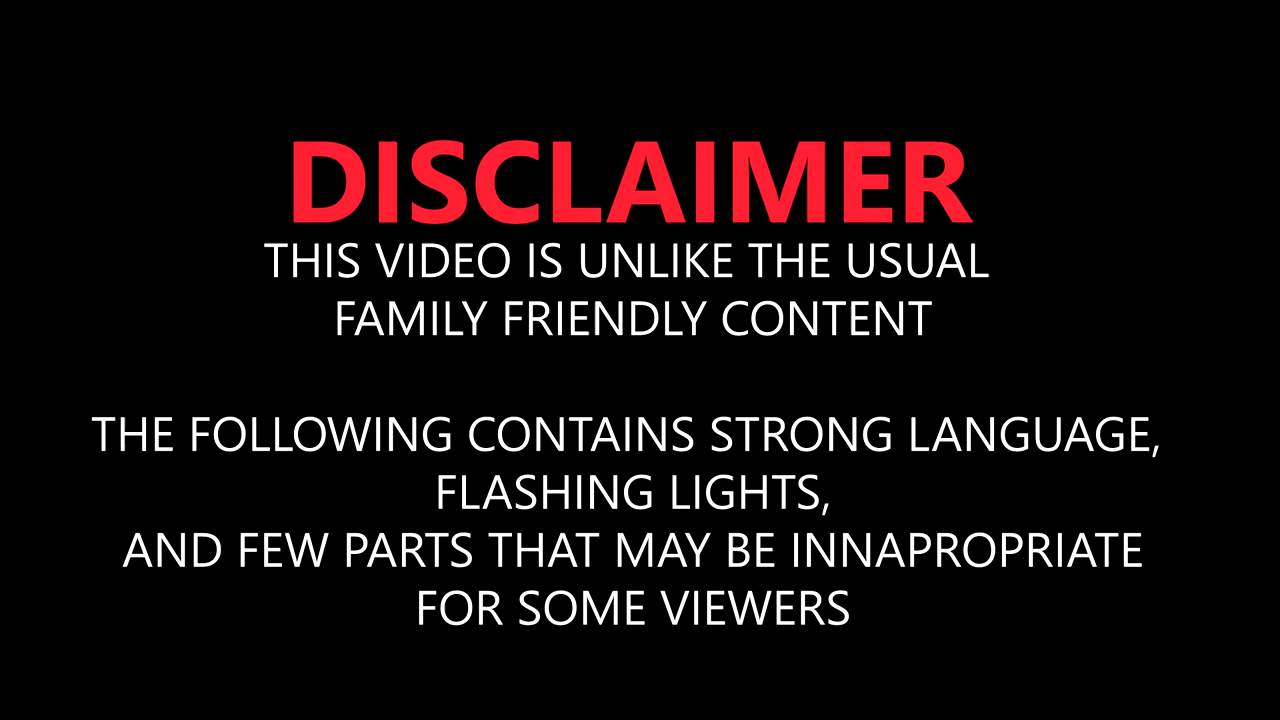 DISCLAIMER
THIS VIDEO IS UNLIKE THE USUAL
FAMILY FRIENDLY CONTENT
THE FOLLOWING CONTAINS STRONG LANGUAGE,
FLASHING LIGHTS,
AND FEW PARTS THAT MAY BE INNAPROPRIATE
FOR SOME VIEWERS